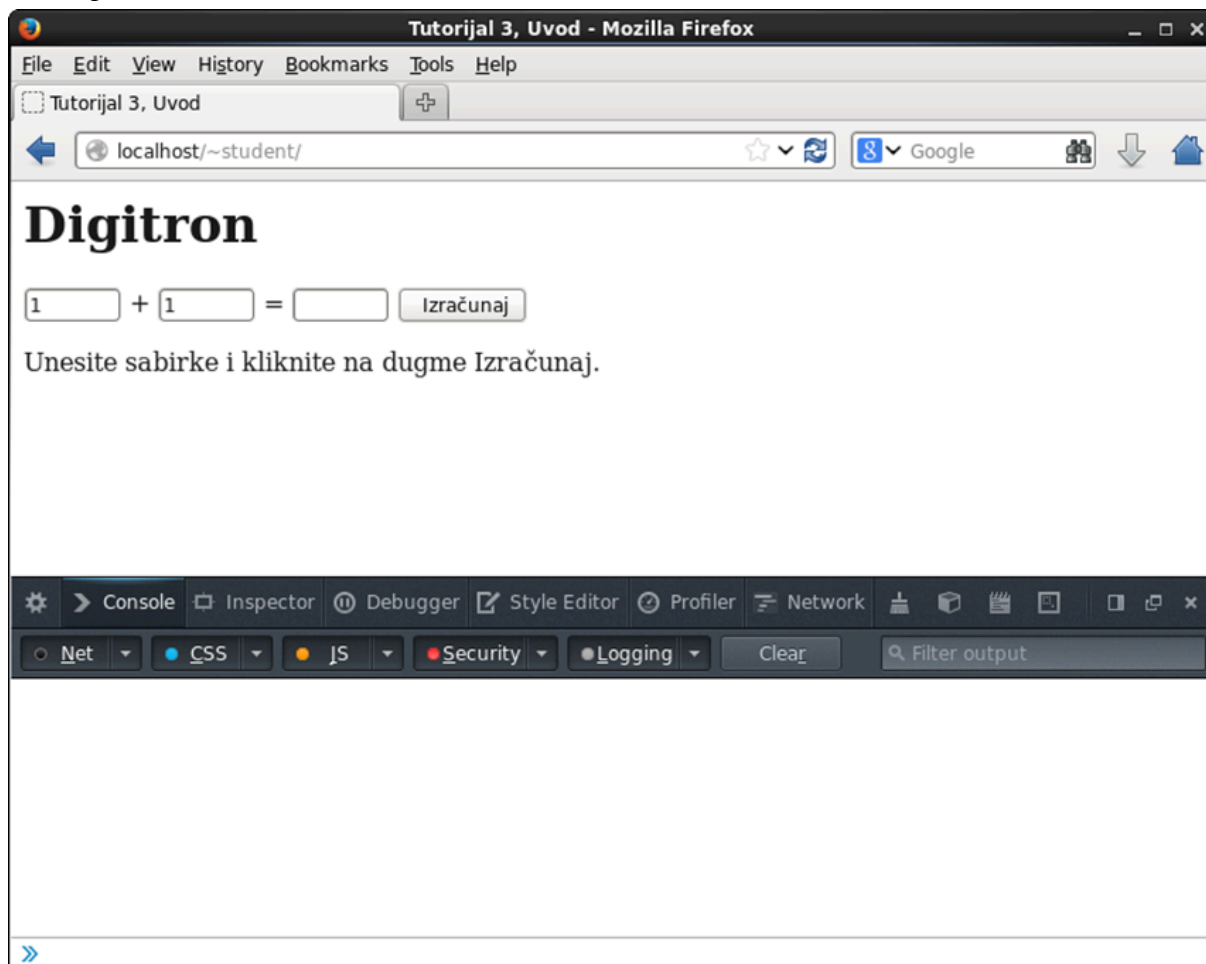 Tutorijal 3, Uvod - Mozilla Firefox
File Edit View History Bookmarks Tools Help
Tutorijal 3, Uvod
localhost/~student/ Google
Digitron
1 + 1 = Izračunaj
Unesite sabirke i kliknite na dugme Izračunaj.
Console Inspector Debugger Style Editor Profiler Network
Net CSS JS Security Logging Clear Filter output